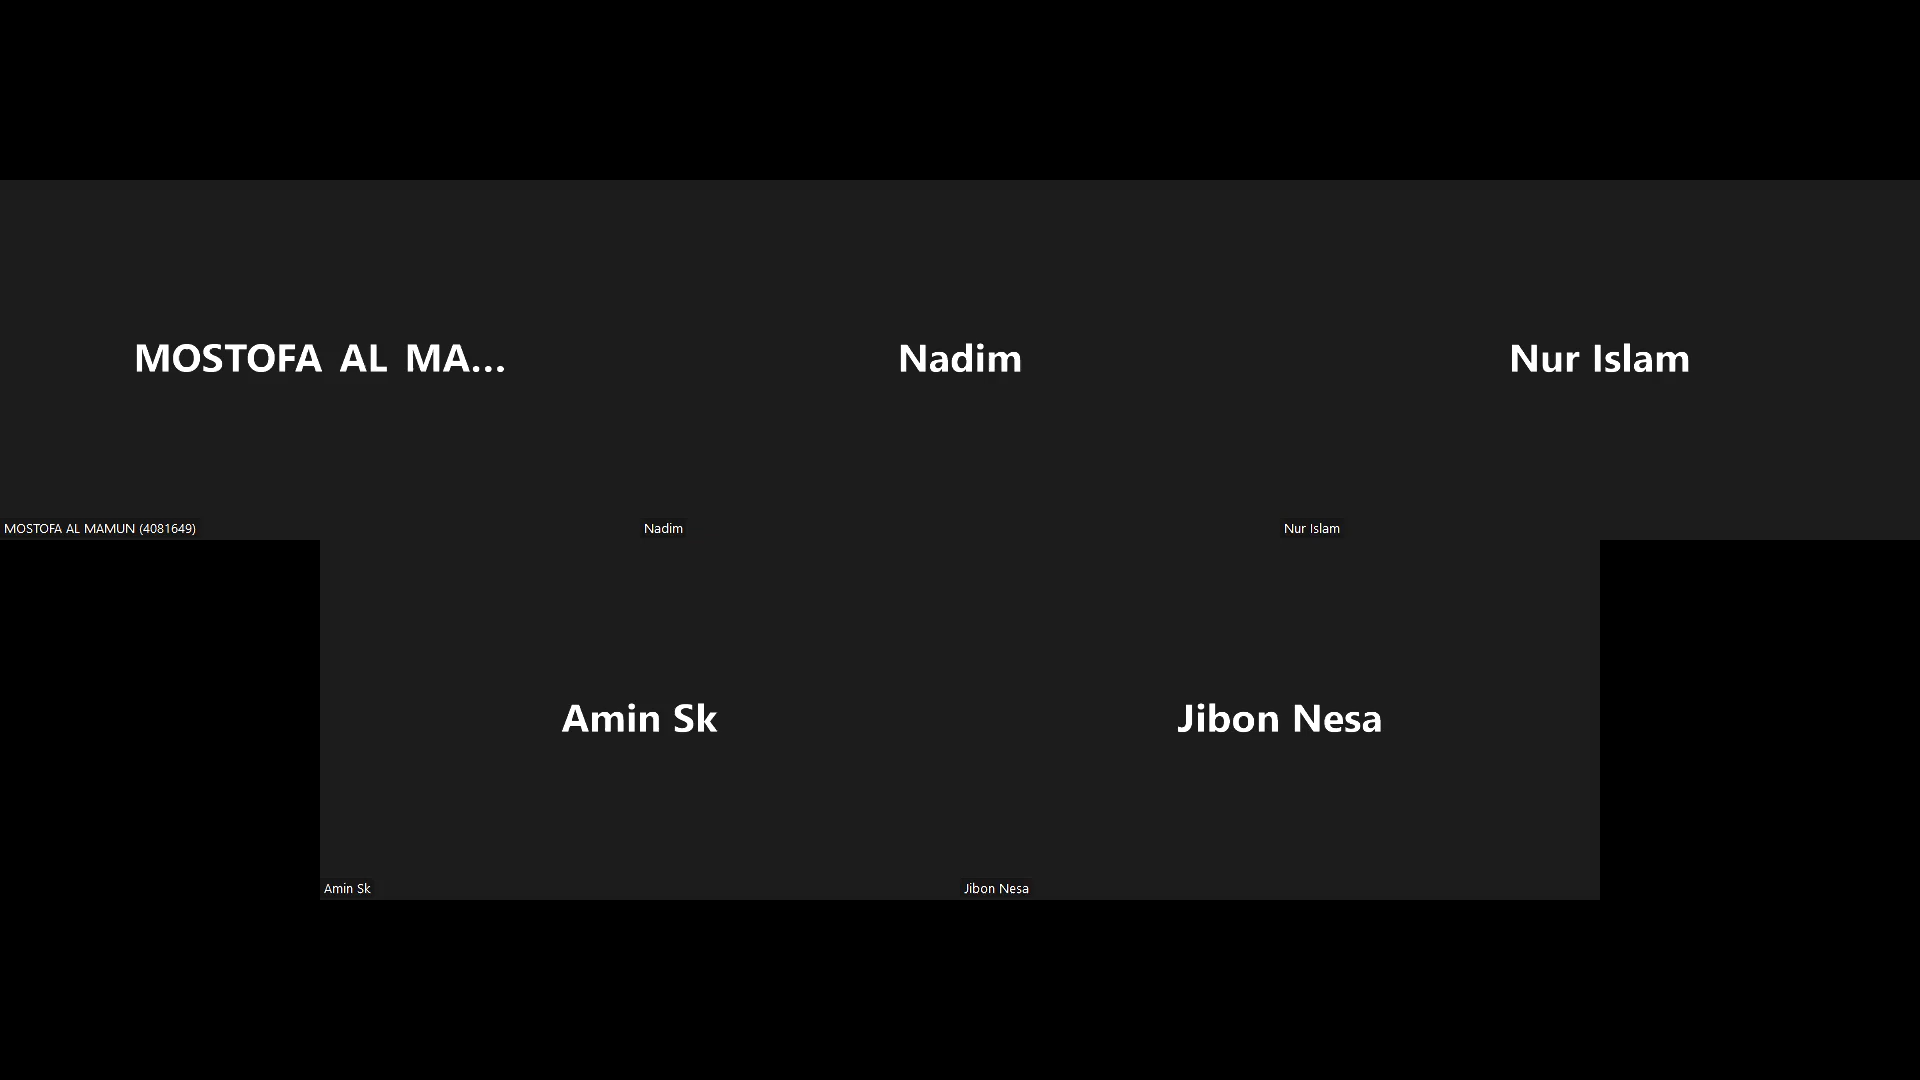 MOSTOFA AL MA...
Nadim
Nur Islam
MOSTOFA AL MAMUN (4081649)
Nadim
Nur Islam
Amin Sk
Jibon Nesa
Amin Sk
Jibon Nesa